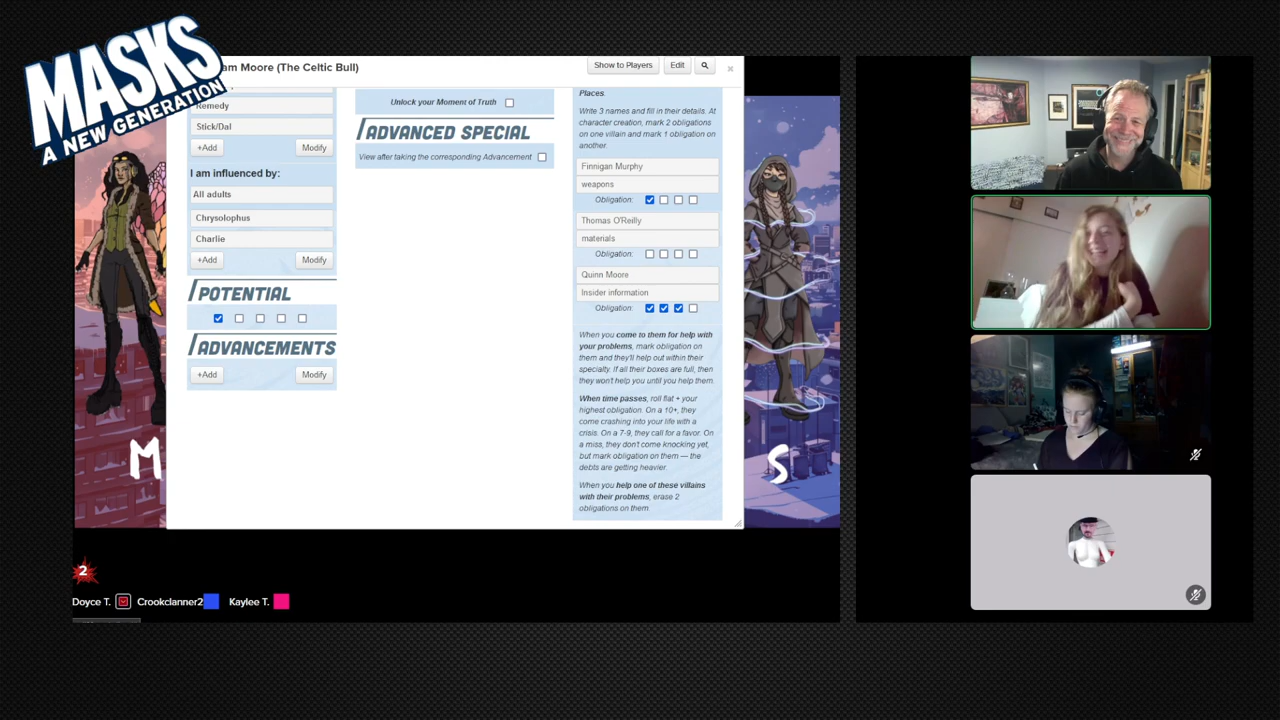 MASKS
A NEW GENERATION
am Moore (The Celtic Bull)
Show to Players
Edit
Remedy
Stick/Dal
+Add
Modify
I am influenced by:
All adults
Chrysolophus
Charlie
+Add
Modify
POTENTIAL
ADVANCEMENTS
+Add
Modify
Unlock your Moment of Truth
ADVANCED SPECIAL
View after taking the corresponding Advancement
Places.
Write 3 names and fill in their details. At
character creation, mark 2 obligations
on one villain and mark 1 obligation on
another.
Finnigan Murphy
weapons
Obligation:
Thomas O'Reilly
materials
Obligation:
Quinn Moore
Insider information
Obligation:
When you come to them for help with
your problems, mark obligation on
them and they'll help out within their
specialty. If all their boxes are full, then
they won't help you until you help them.
When time passes, roll flat + your
highest obligation. On a 10+, they
come crashing into your life with a
crisis. On a 7-9, they call for a favor. On
a miss, they don't come knocking yet,
but mark obligation on them — the
debts are getting heavier.
When you help one of these villains
with their problems, erase 2
obligations on them.
M
S
2
Doyce T.
Crookclanner2
Kaylee T.